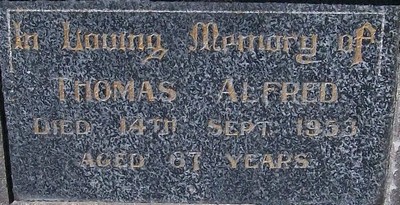 In Loving Memory of
THOMAS ALFRED
DIED 14TH SEPT. 1953
AGED 67 YEARS